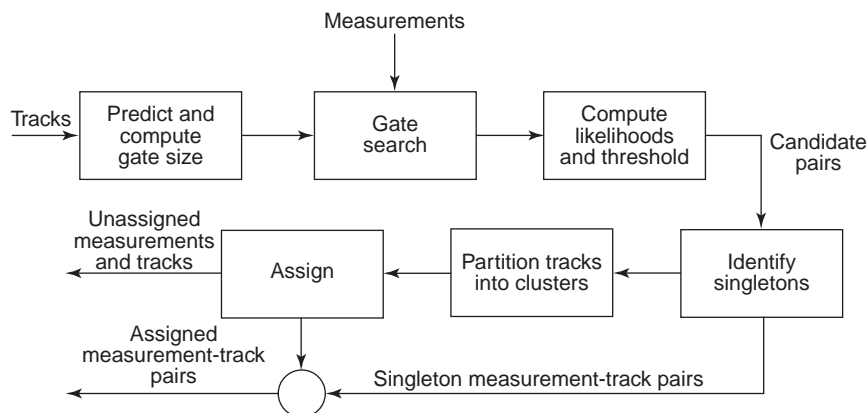 Measurements
Tracks
Predict and
compute
gate size
Gate
search
Compute
likelihoods
and threshold
Candidate
pairs
Unassigned
measurements
and tracks
Assign
Partition tracks
into clusters
Identify
singletons
Assigned
measurement-track
pairs
Singleton measurement-track pairs